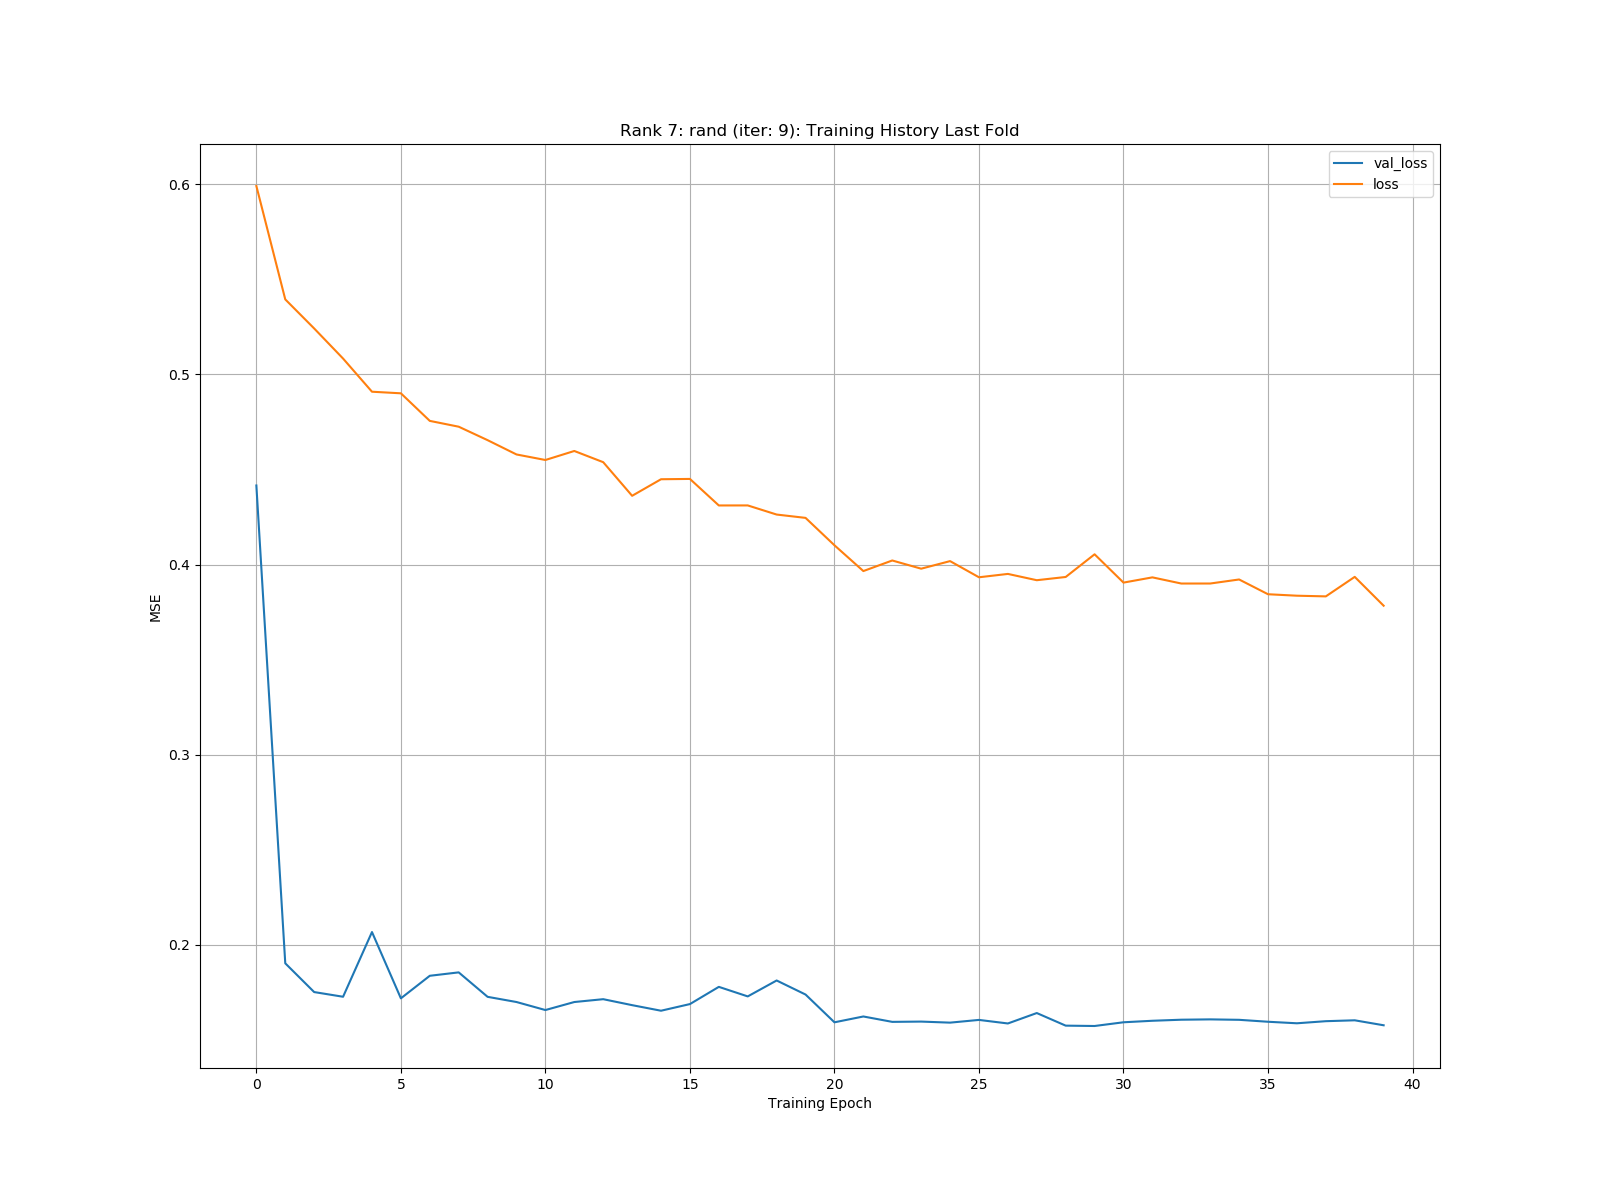 Rank 7: rand (iter: 9): Training History Last Fold
val_loss
loss
0.6
0.5
0.4
0.3
0.2
MSE
0 5 10 15 20 25 30 35 40
Training Epoch